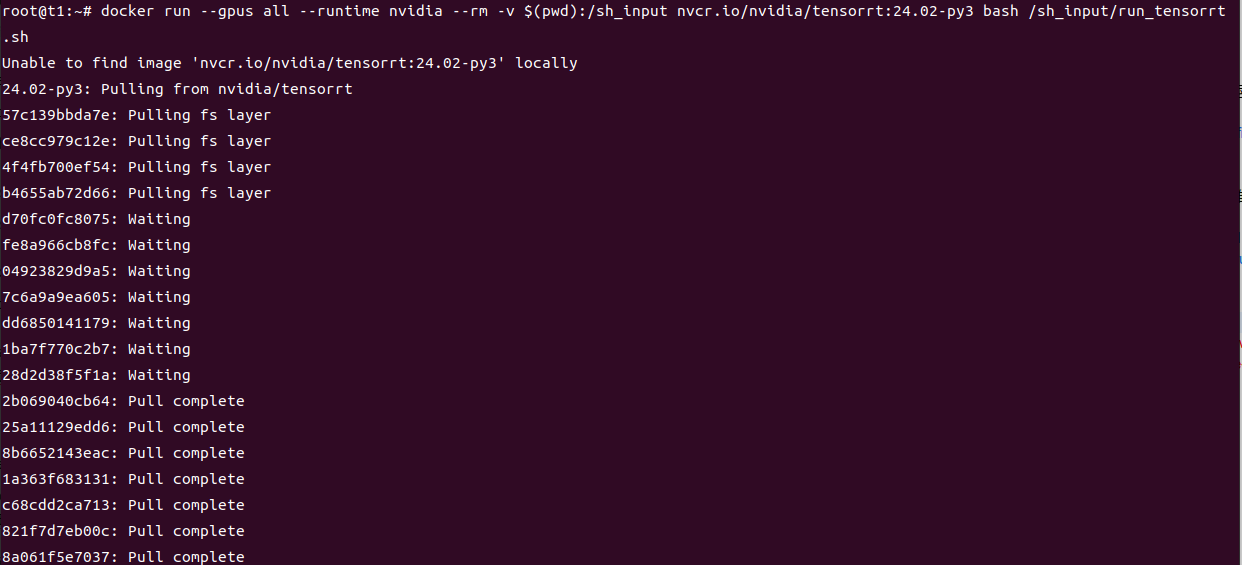 root@t1:~# docker run --gpus all --runtime nvidia --rm -v $(pwd):/sh_input nvcr.io/nvidia/tensorrt:24.02-py3 bash /sh_input/run_tensorrt
.sh
Unable to find image 'nvcr.io/nvidia/tensorrt:24.02-py3' locally
24.02-py3: Pulling from nvidia/tensorrt
57c139bbda7e: Pulling fs layer
ce8cc979c12e: Pulling fs layer
4f4fb700ef54: Pulling fs layer
b4655ab72d66: Pulling fs layer
d70fc0fc8075: Waiting
fe8a966cb8fc: Waiting
04923829d9a5: Waiting
7c6a9a9ea605: Waiting
dd6850141179: Waiting
1ba7f770c2b7: Waiting
28d2d38f5f1a: Waiting
2b069040cb64: Pull complete
25a11129edd6: Pull complete
8b6652143eac: Pull complete
1a363f683131: Pull complete
c68cdd2ca713: Pull complete
821f7d7eb00c: Pull complete
8a061f5e7037: Pull complete